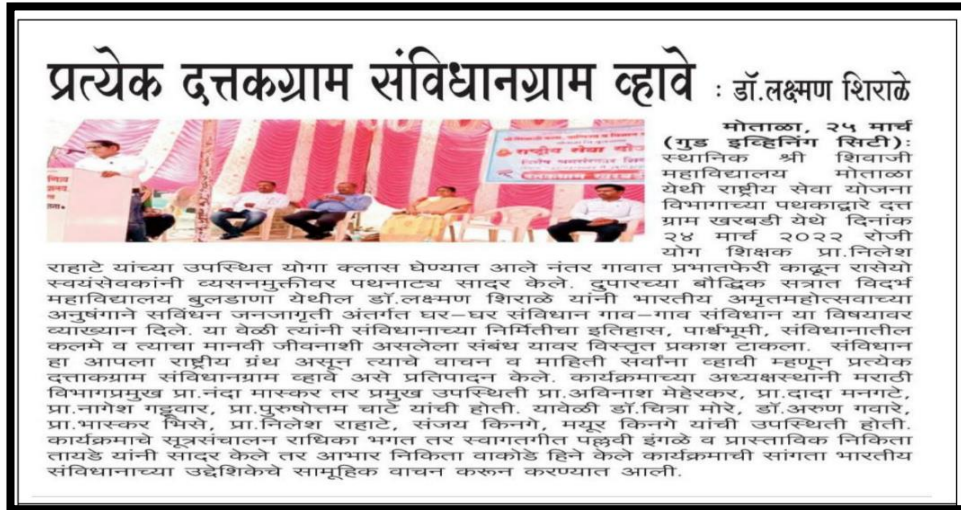 प्रत्येक दत्तकग्राम संविधानग्राम व्हावे : डॉ.लक्ष्मण शिराळे
मोताळा, २५ मार्च
(गुड इव्हिनिंग सिटी):
स्थानिक श्री शिवाजी
महाविद्यालय मोताळा
येथी राष्ट्रीय सेवा योजना
विभागाच्या पथकाद्वारे दत्त
ग्राम खरबडी येथे दिनांक
२४ मार्च २०२२ रोजी
योग शिक्षक प्रा.निलेश
राहाटे यांच्या उपस्थित योगा क्लास घेण्यात आले नंतर गावात प्रभातफेरी काढून रासेयो
स्वयंसेवकांनी व्यसनमुक्तीवर पथनाट्य सादर केले. दुपारच्या बौद्धिक सत्रात विदर्भ
महाविद्यालय बुलडाणा येथील डॉ.लक्ष्मण शिराळे यांनी भारतीय अमृतमहोत्सवाच्या
अनुषंगाने संविधन जनजागृती अंतर्गत घर–घर संविधान गाव–गाव संविधान या विषयावर
व्याख्यान दिले. या वेळी त्यांनी संविधानाच्या निर्मितीचा इतिहास, पार्श्वभूमी, संविधानातील
कलमे व त्याचा मानवी जीवनाशी असलेला संबंध यावर विस्तृत प्रकाश टाकला. संविधान
हा आपला राष्ट्रीय ग्रंथ असून त्याचे वाचन व माहिती सर्वांना व्हावी म्हणून प्रत्येक
दत्ताकग्राम संविधानग्राम व्हावे असे प्रतिपादन केले. कार्यक्रमाच्या अध्यक्षस्थानी मराठी
विभागप्रमुख प्रा.नंदा मास्कर तर प्रमुख उपस्थिती प्रा.अविनाश मेहेरकर, प्रा.दादा मनगटे,
प्रा.नागेश गट्टूवार, प्रा.पुरुषोत्तम चाटे यांची होती. यावेळी डॉ.चित्रा मोरे, डॉ.अरुण गवारे,
प्रा.भास्कर भिसे, प्रा.निलेश राहाटे, संजय किनगे, मयूर किनगे यांची उपस्थिती होती.
कार्यक्रमाचे सूत्रसंचालन राधिका भगत तर स्वागतगीत पल्लवी इंगळे व प्रास्ताविक निकिता
तायडे यांनी सादर केले तर आभार निकिता वाकोडे हिने केले कार्यक्रमाची सांगता भारतीय
संविधानाच्या उद्देशिकेचे सामूहिक वाचन करून करण्यात आली.
राष्ट्रीय सेवा